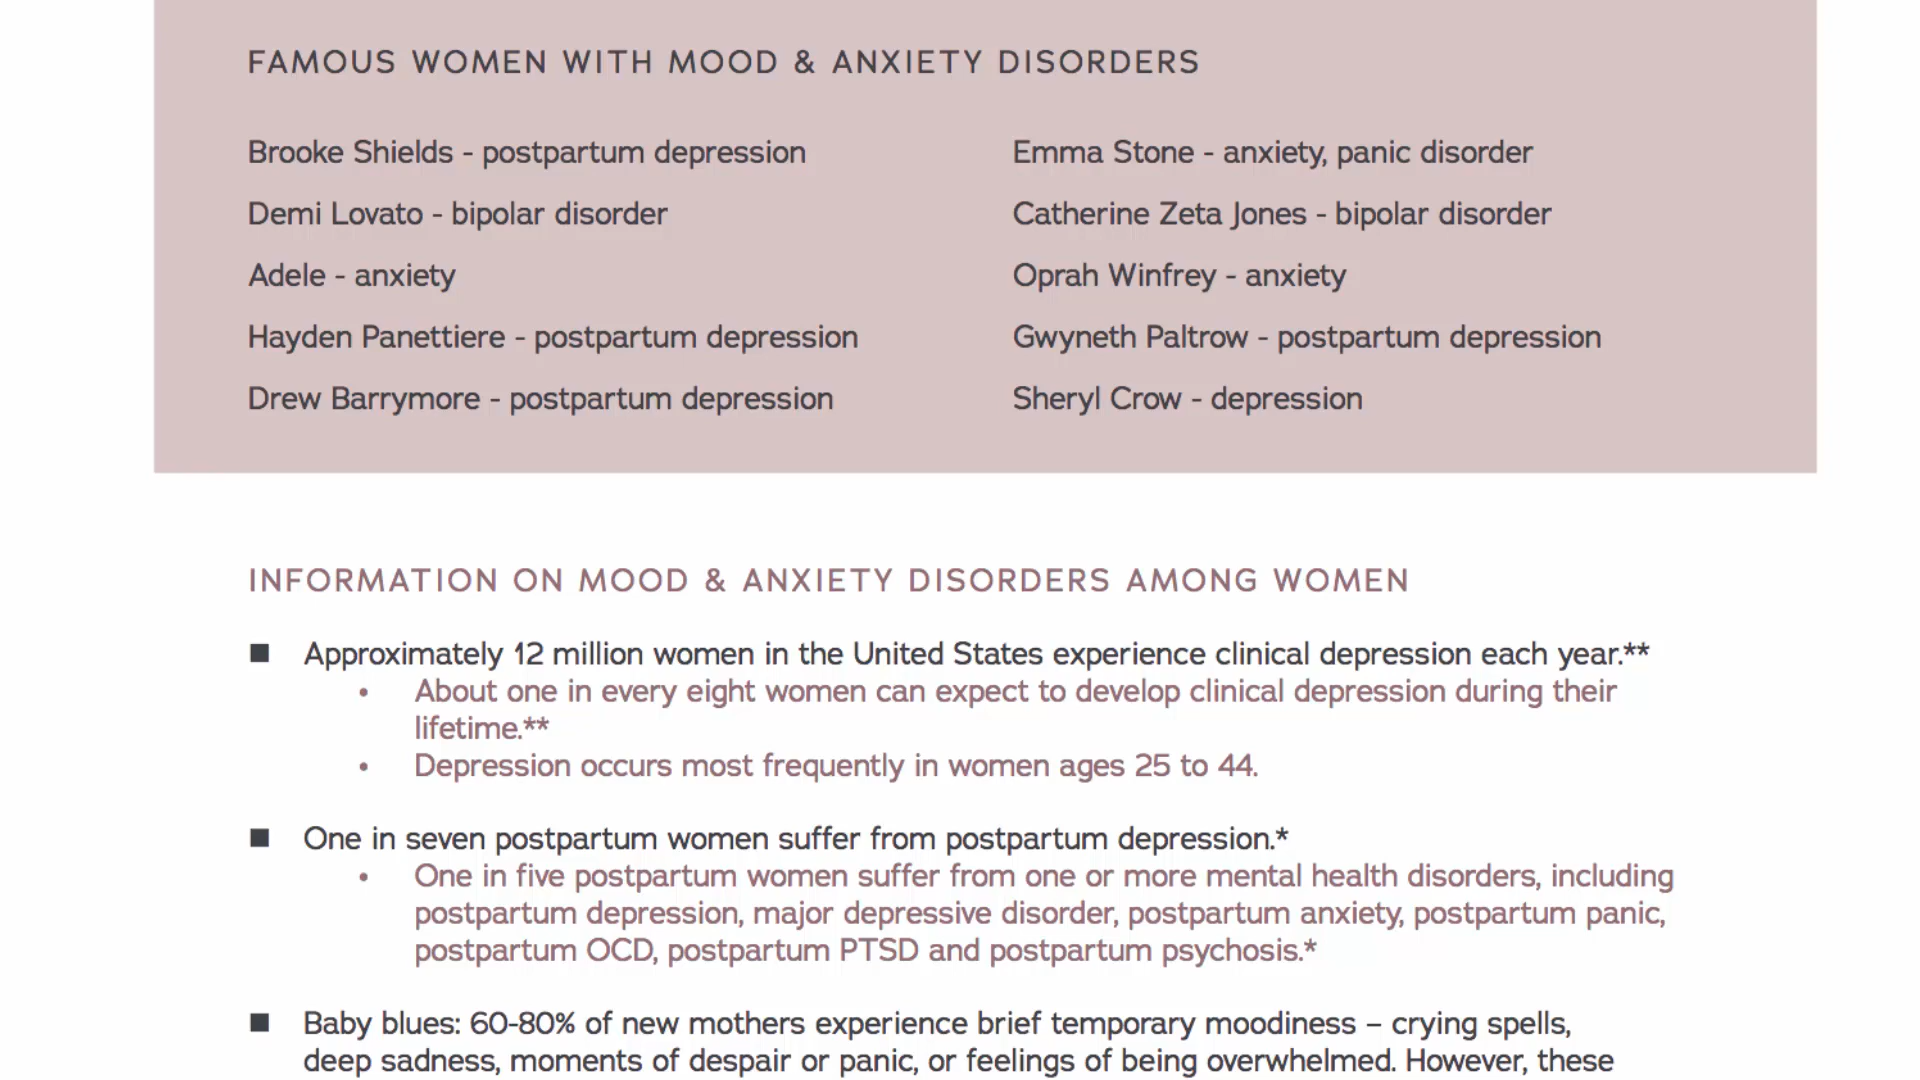 FAMOUS WOMEN WITH MOOD & ANXIETY DISORDERS
Brooke Shields - postpartum depression
Demi Lovato - bipolar disorder
Adele - anxiety
Hayden Panettiere - postpartum depression
Drew Barrymore - postpartum depression
Emma Stone - anxiety, panic disorder
Catherine Zeta Jones - bipolar disorder
Oprah Winfrey - anxiety
Gwyneth Paltrow - postpartum depression
Sheryl Crow - depression
INFORMATION ON MOOD & ANXIETY DISORDERS AMONG WOMEN
■ Approximately 12 million women in the United States experience clinical depression each year.**
• About one in every eight women can expect to develop clinical depression during their
lifetime.**
• Depression occurs most frequently in women ages 25 to 44.
■ One in seven postpartum women suffer from postpartum depression.*
• One in five postpartum women suffer from one or more mental health disorders, including
postpartum depression, major depressive disorder, postpartum anxiety, postpartum panic,
postpartum OCD, postpartum PTSD and postpartum psychosis.*
■ Baby blues: 60-80% of new mothers experience brief temporary moodiness – crying spells,
deep sadness, moments of despair or panic, or feelings of being overwhelmed. However, these